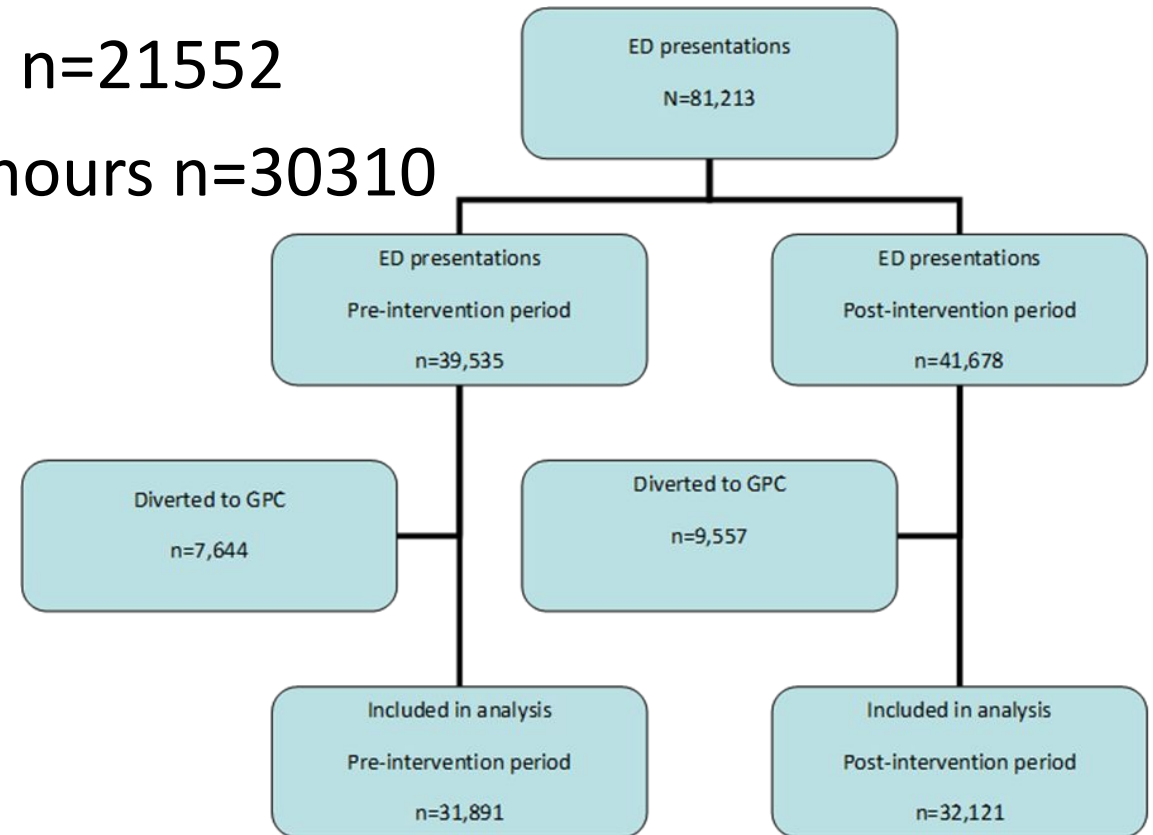 n=21552
hours n=30310
ED presentations
N=81,213
ED presentations
Pre-intervention period
n=39,535
ED presentations
Post-intervention period
n=41,678
Diverted to GPC
n=7,644
Diverted to GPC
n=9,557
Included in analysis
Pre-intervention period
n=31,891
Included in analysis
Post-intervention period
n=32,121